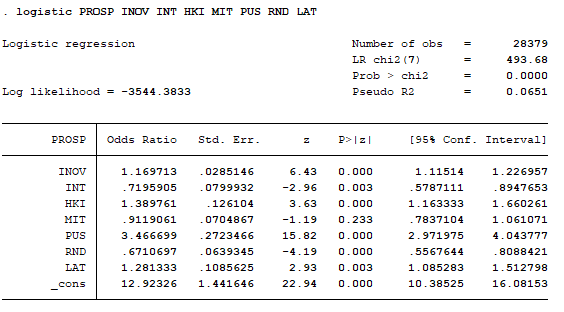 . logistic PROSP INOV INT HKI MIT PUS RND LAT
Logistic regression Number of obs = 28379
LR chi2(7) = 493.68
Prob > chi2 = 0.0000
Log likelihood = -3544.3833 Pseudo R2 = 0.0651
PROSP Odds Ratio Std. Err. z P>|z| [95% Conf. Interval]
INOV 1.169713 .0285146 6.43 0.000 1.11514 1.226957
INT .7195905 .0799932 -2.96 0.003 .5787111 .8947653
HKI 1.389761 .126104 3.63 0.000 1.163333 1.660261
MIT .9119061 .0704867 -1.19 0.233 .7837104 1.061071
PUS 3.466699 .2723466 15.82 0.000 2.971975 4.043777
RND .6710697 .0639345 -4.19 0.000 .5567644 .8088421
LAT 1.281333 .1085625 2.93 0.003 1.085283 1.512798
_cons 12.92326 1.441646 22.94 0.000 10.38525 16.08153